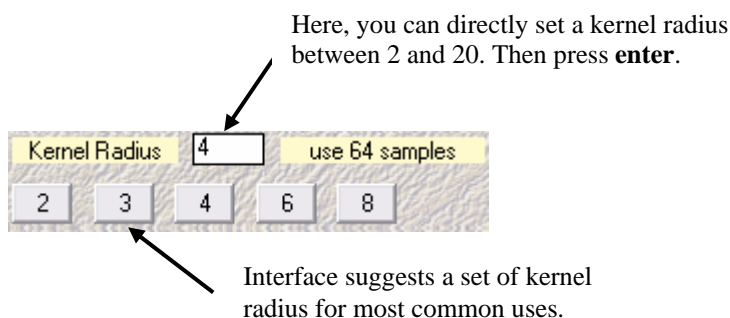 Here, you can directly set a kernel radius
between 2 and 20. Then press enter.
Kernel Radius 4 use 64 samples
2 3 4 6 8
Interface suggests a set of kernel
radius for most common uses.